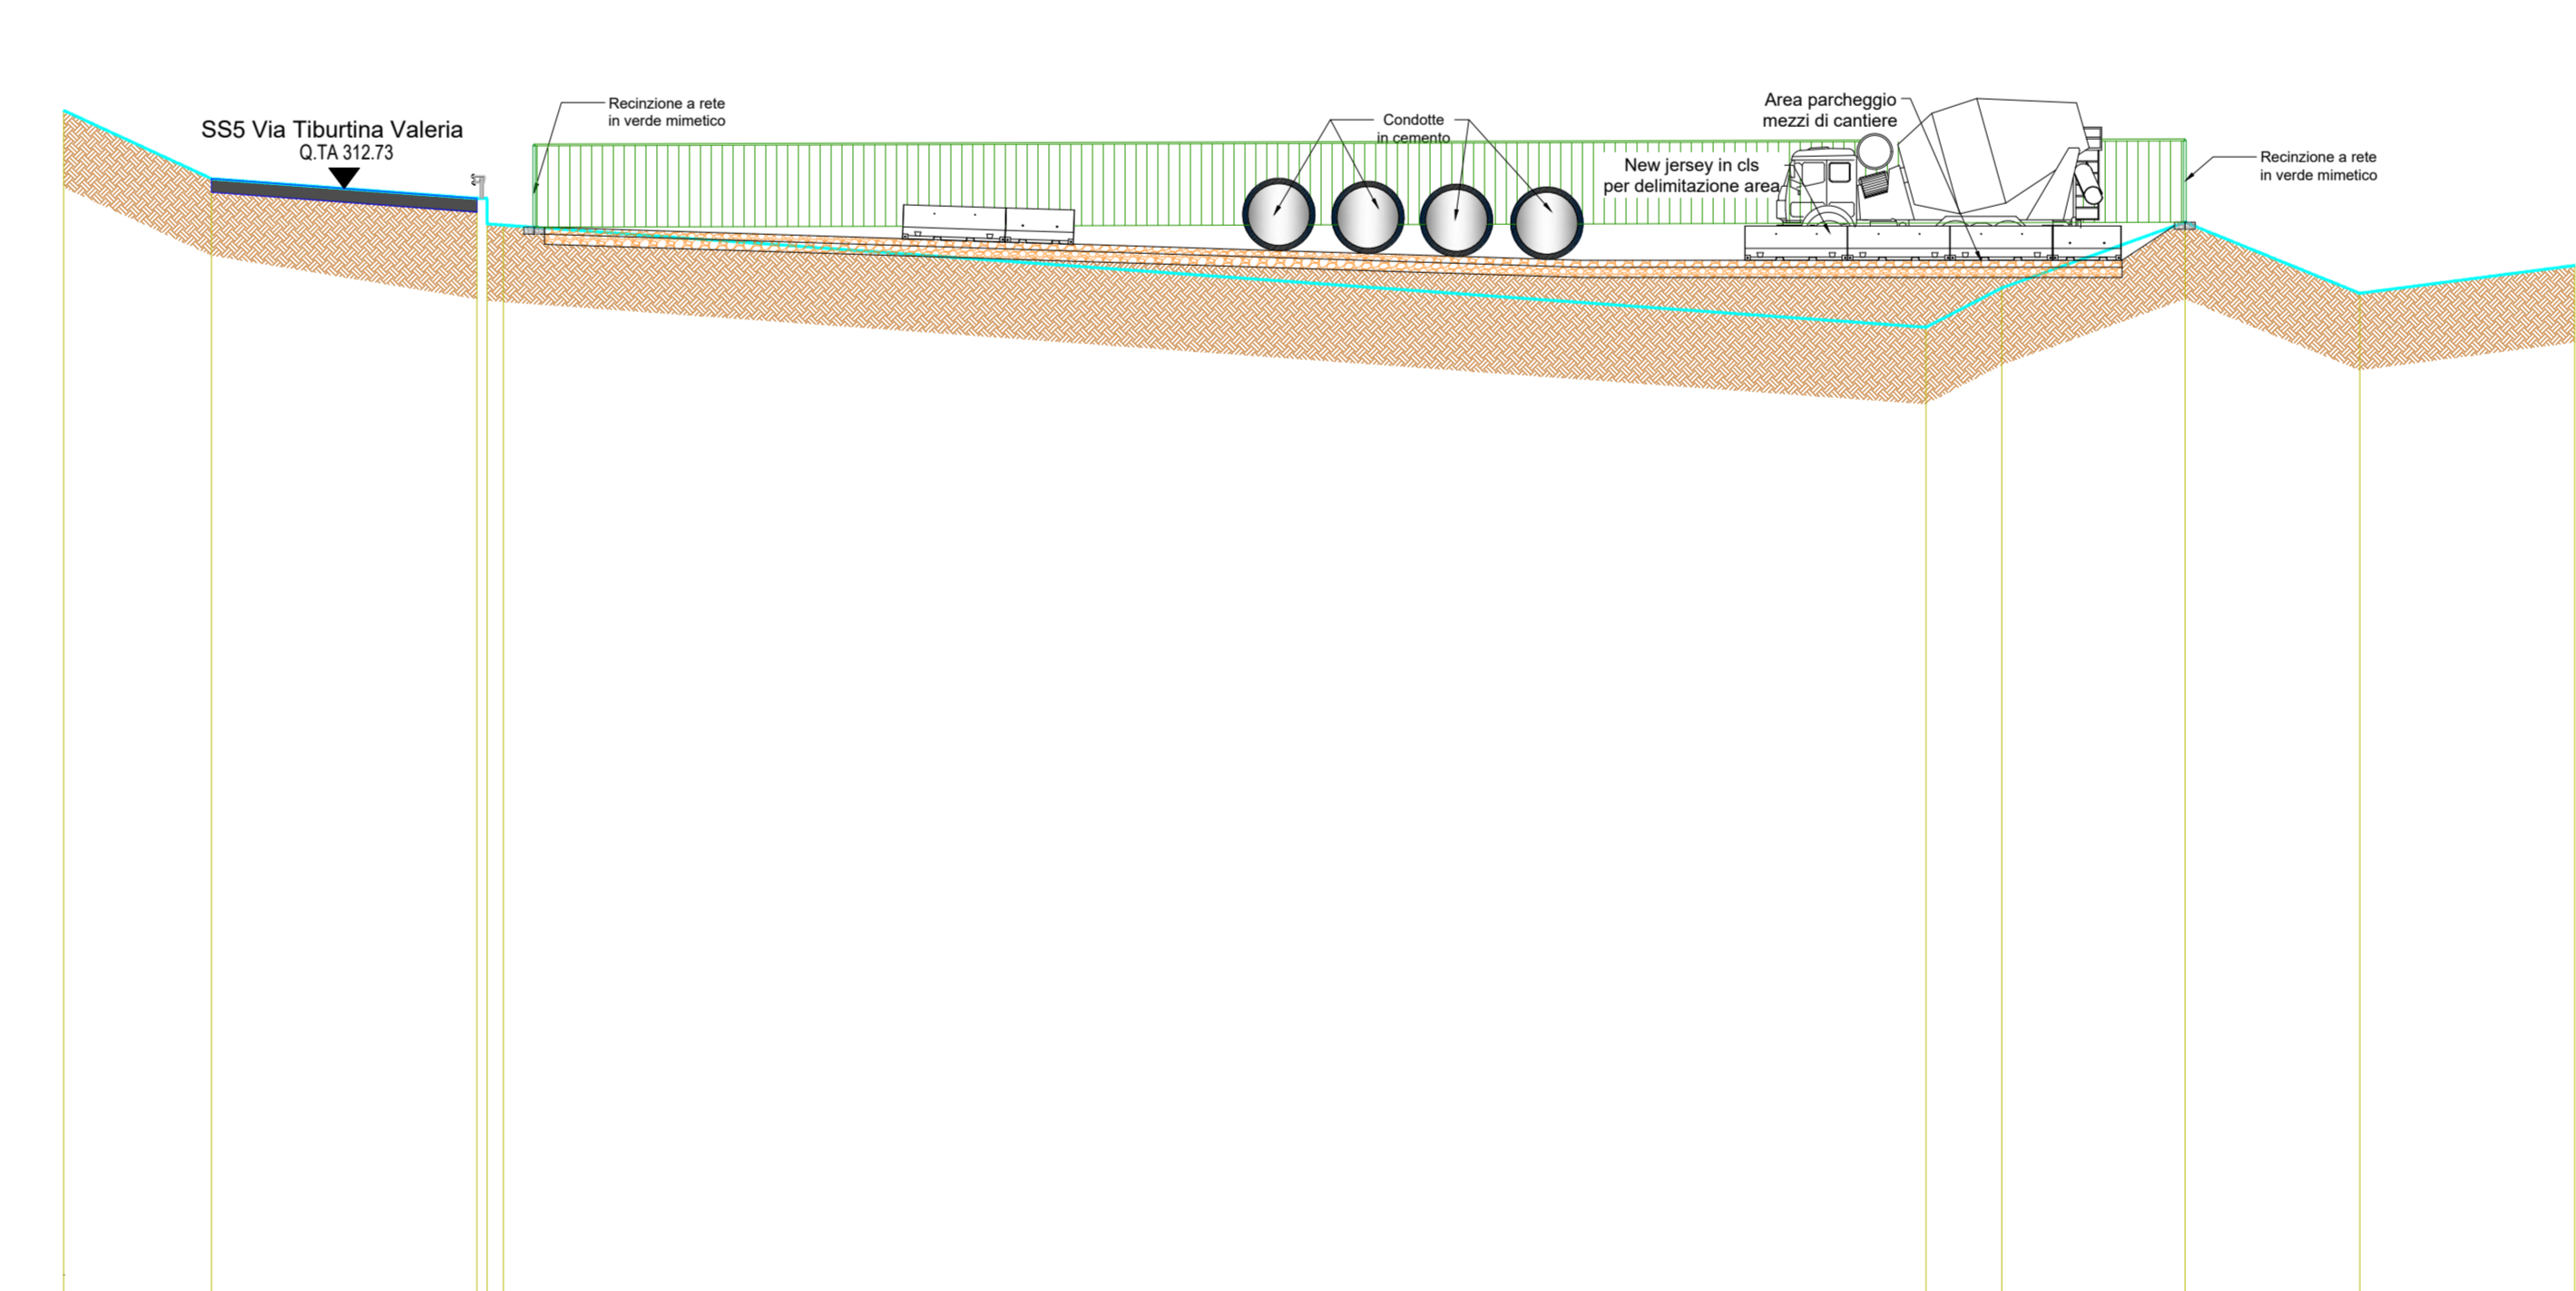 SS5 Via Tiburtina Valeria
Q.TA 312.73
Recinzione a rete
in verde mimetico
Condotte
in cemento
Area parcheggio
mezzi di cantiere
New jersey in cls
per delimitazione area
Recinzione a rete
in verde mimetico